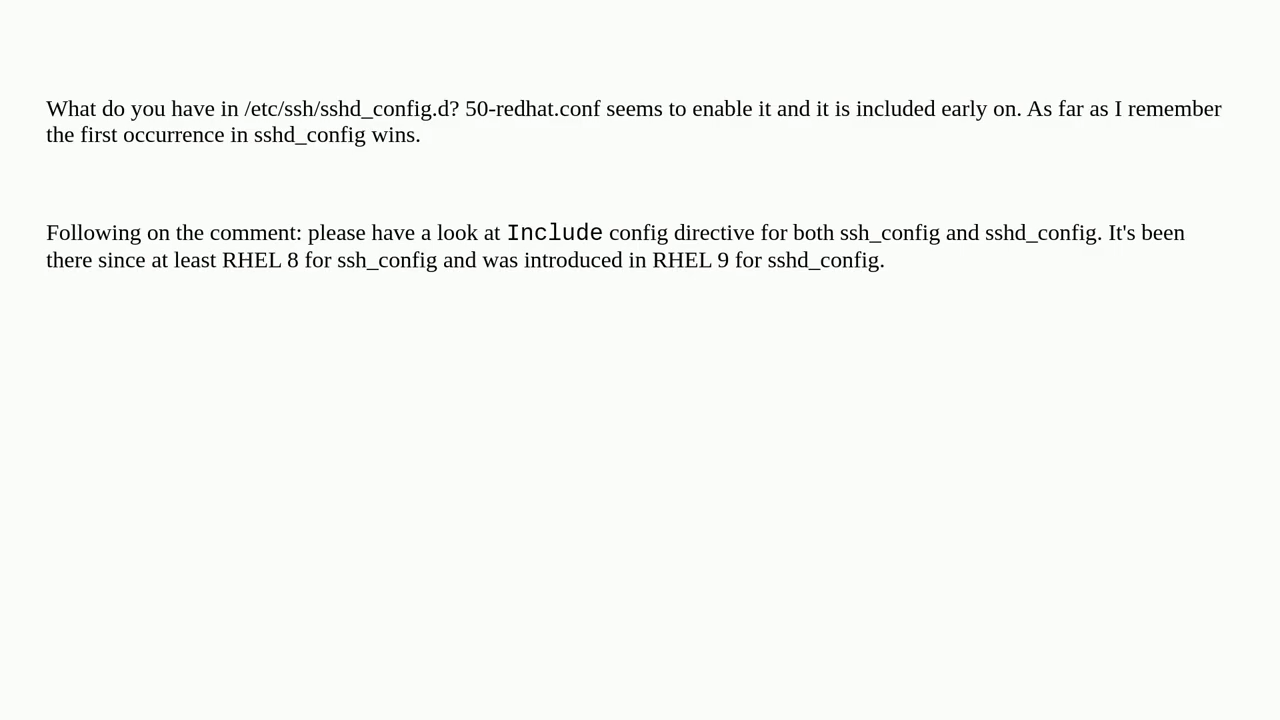 What do you have in /etc/ssh/sshd_config.d? 50-redhat.conf seems to enable it and it is included early on. As far as I remember
the first occurrence in sshd_config wins.
Following on the comment: please have a look at Include config directive for both ssh_config and sshd_config. It's been
there since at least RHEL 8 for ssh_config and was introduced in RHEL 9 for sshd_config.